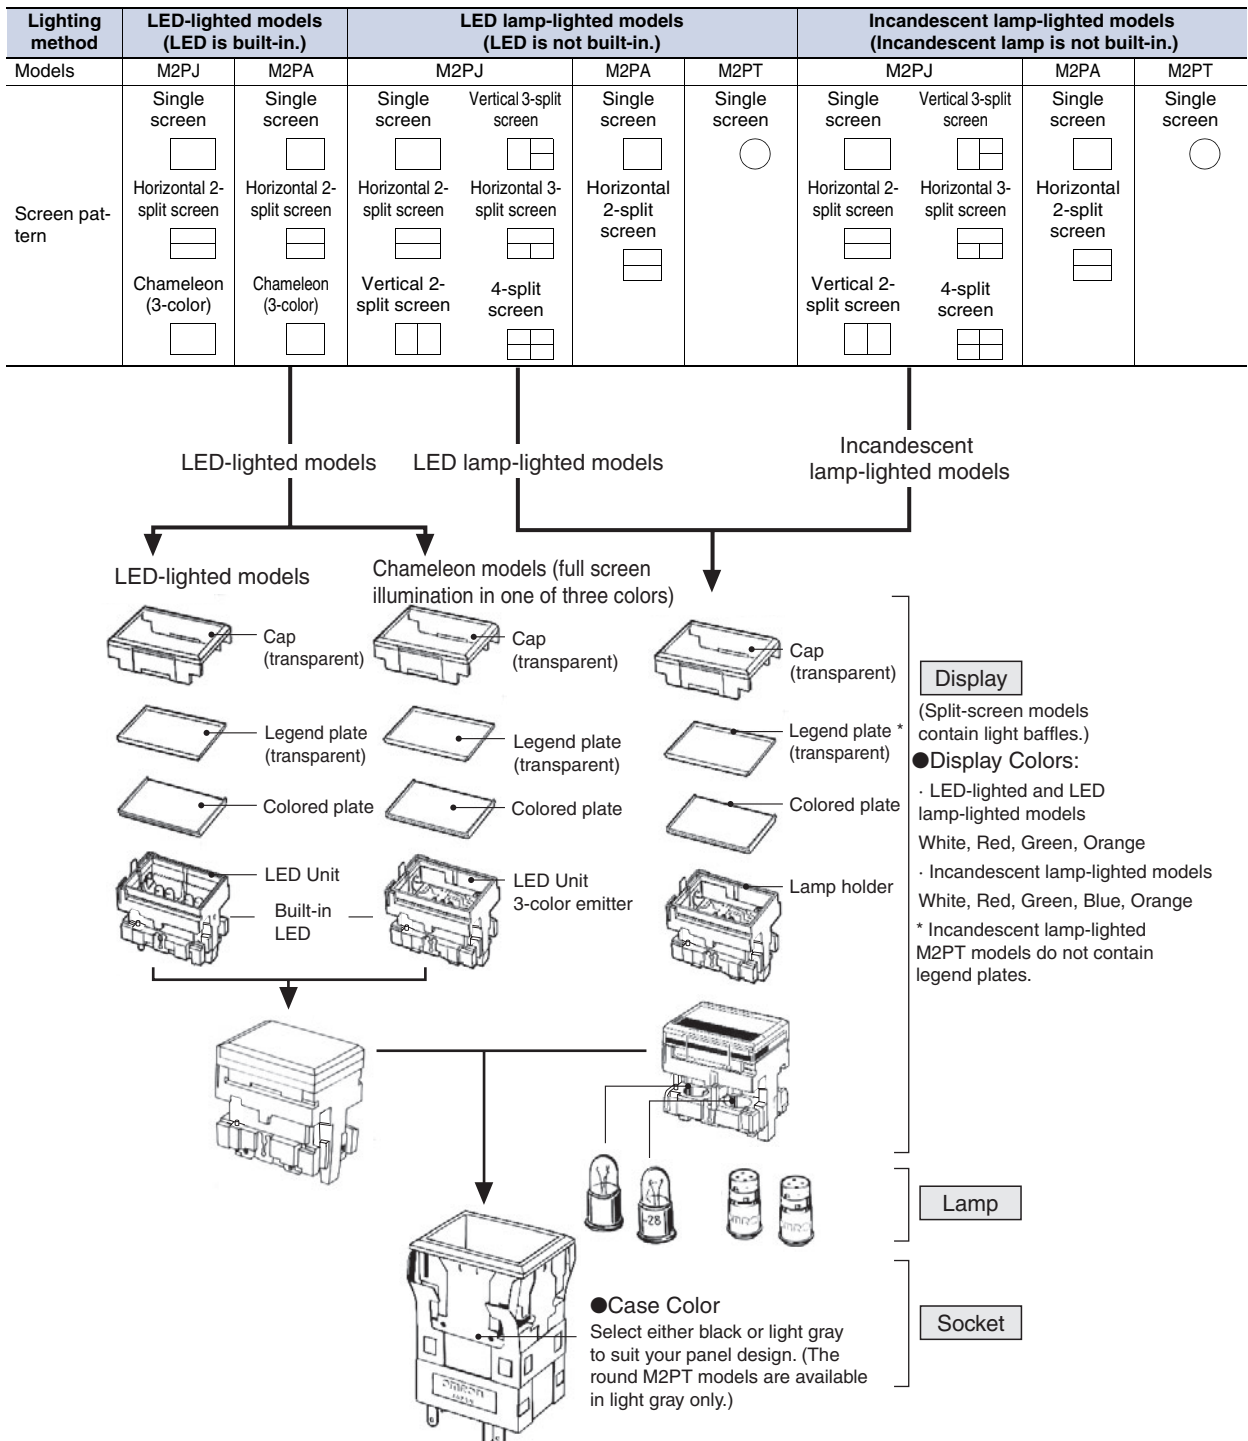 Lighting method
LED-lighted models (LED is built-in.)
LED lamp-lighted models (LED is not built-in.)
Incandescent lamp-lighted models (Incandescent lamp is not built-in.)
Models
M2PJ
M2PA
M2PJ
M2PA
M2PT
M2PJ
M2PA
M2PT
Screen pat-
tern
Single
screen
Horizontal 2-
split screen
Chameleon
(3-color)
Single
screen
Horizontal 2-
split screen
Chameleon
(3-color)
Single
screen
Horizontal 2-
split screen
Vertical 2-
split screen
Vertical 3-split
screen
Horizontal 3-
split screen
4-split
screen
Single
screen
Horizontal
2-split
screen
Single
screen
Single
screen
Horizontal 2-
split screen
Vertical 2-
split screen
Vertical 3-split
screen
Horizontal 3-
split screen
4-split
screen
Single
screen
Horizontal
2-split
screen
Single
screen
LED-lighted models
LED lamp-lighted models
Incandescent
lamp-lighted models
LED-lighted models
Cap
(transparent)
Legend plate
(transparent)
Colored plate
LED Unit
Built-in
LED
Chameleon models (full screen
illumination in one of three colors)
Cap
(transparent)
Legend plate
(transparent)
Colored plate
LED Unit
3-color emitter
Cap
(transparent)
Legend plate *
(transparent)
Colored plate
Lamp holder
Display
(Split-screen models
contain light baffles.)
●Display Colors:
· LED-lighted and LED
lamp-lighted models
White, Red, Green, Orange
· Incandescent lamp-lighted models
White, Red, Green, Blue, Orange
* Incandescent lamp-lighted
M2PT models do not contain
legend plates.
-28
Lamp
●Case Color
Select either black or light gray
to suit your panel design. (The
round M2PT models are available
in light gray only.)
omron
JAPAN
Socket